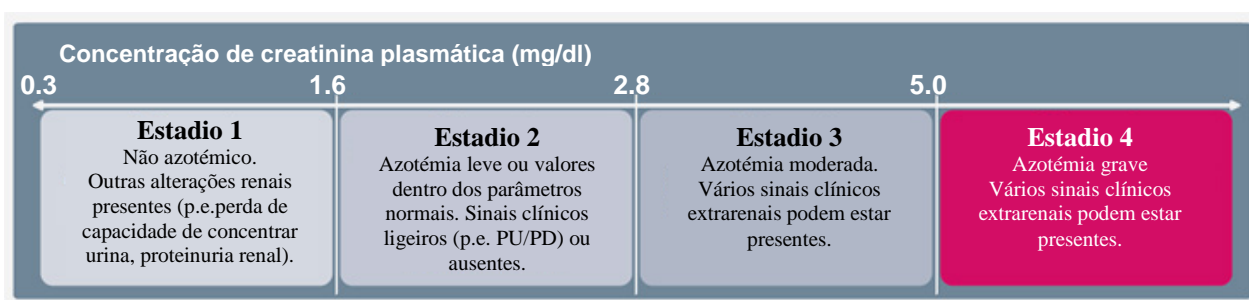 Concentração de creatinina plasmática (mg/dl)
0.3 1.6 2.8 5.0
Estadio 1
Não azotémico.
Outras alterações renais
presentes (p.e.perda de
capacidade de concentrar
urina, proteinuria renal).
Estadio 2
Azotémia leve ou valores
dentro dos parâmetros
normais. Sinais clínicos
ligeiros (p.e. PU/PD) ou
ausentes.
Estadio 3
Azotémia moderada.
Vários sinais clínicos
extrarenais podem estar
presentes.
Estadio 4
Azotémia grave
Vários sinais clínicos
extrarenais podem estar
presentes.